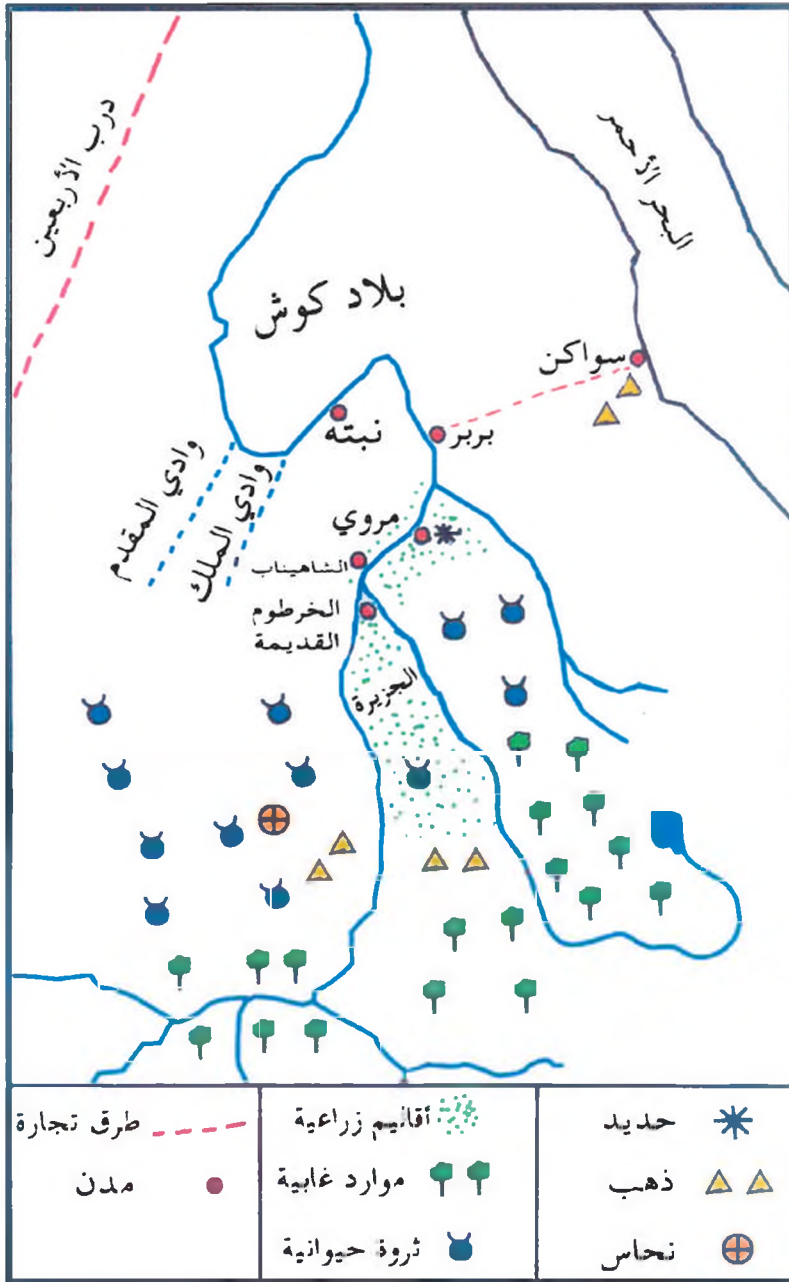 درب الأربعين
البحر الأحمر
بلاد كوش
سواكن
نبته
بربر
وادي المقدم
وادي الملك
مروي
الشاهيناب
الخرطوم
القديمة
الجزيرة
حديد
ذهب
نحاس
أقاليم زراعية
موارد غابية
ثروة حيوانية
طرق تجارة
مدن